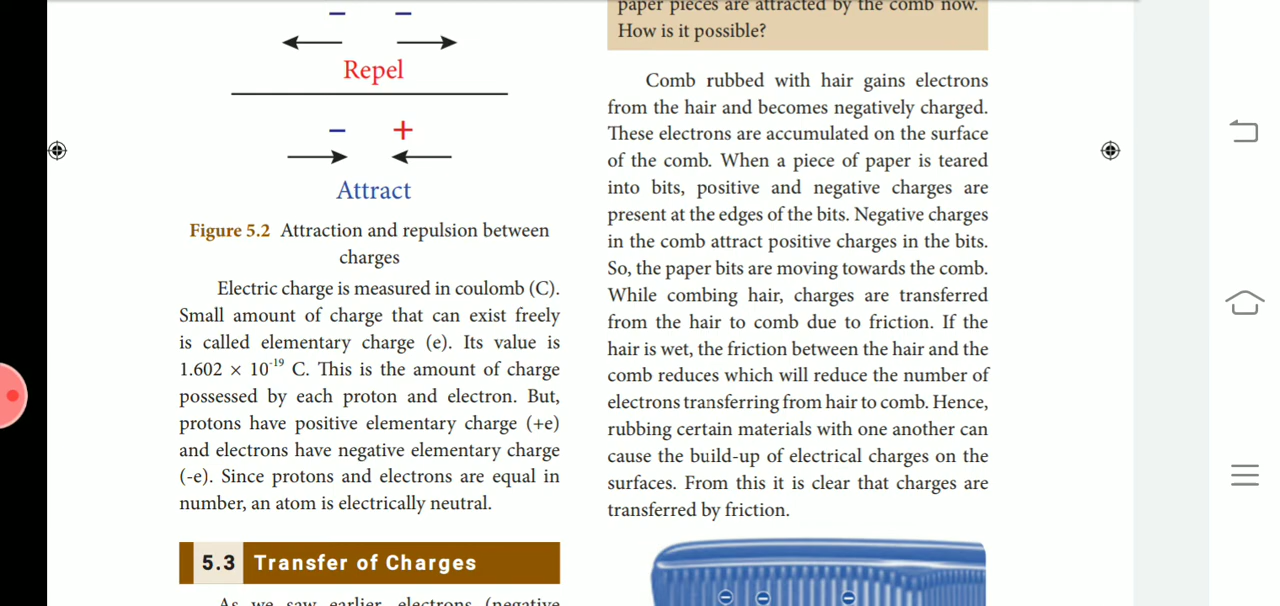 – –
Repel
– +
Attract
Figure 5.2 Attraction and repulsion between
charges
Electric charge is measured in coulomb (C).
Small amount of charge that can exist freely
is called elementary charge (e). Its value is
1.602 × 10⁻¹⁹ C. This is the amount of charge
possessed by each proton and electron. But,
protons have positive elementary charge (+e)
and electrons have negative elementary charge
(-e). Since protons and electrons are equal in
number, an atom is electrically neutral.
5.3 Transfer of Charges
As we saw earlier, electrons (negative
paper pieces are attracted by the comb now.
How is it possible?
Comb rubbed with hair gains electrons
from the hair and becomes negatively charged.
These electrons are accumulated on the surface
of the comb. When a piece of paper is teared
into bits, positive and negative charges are
present at the edges of the bits. Negative charges
in the comb attract positive charges in the bits.
So, the paper bits are moving towards the comb.
While combing hair, charges are transferred
from the hair to comb due to friction. If the
hair is wet, the friction between the hair and the
comb reduces which will reduce the number of
electrons transferring from hair to comb. Hence,
rubbing certain materials with one another can
cause the build-up of electrical charges on the
surfaces. From this it is clear that charges are
transferred by friction.